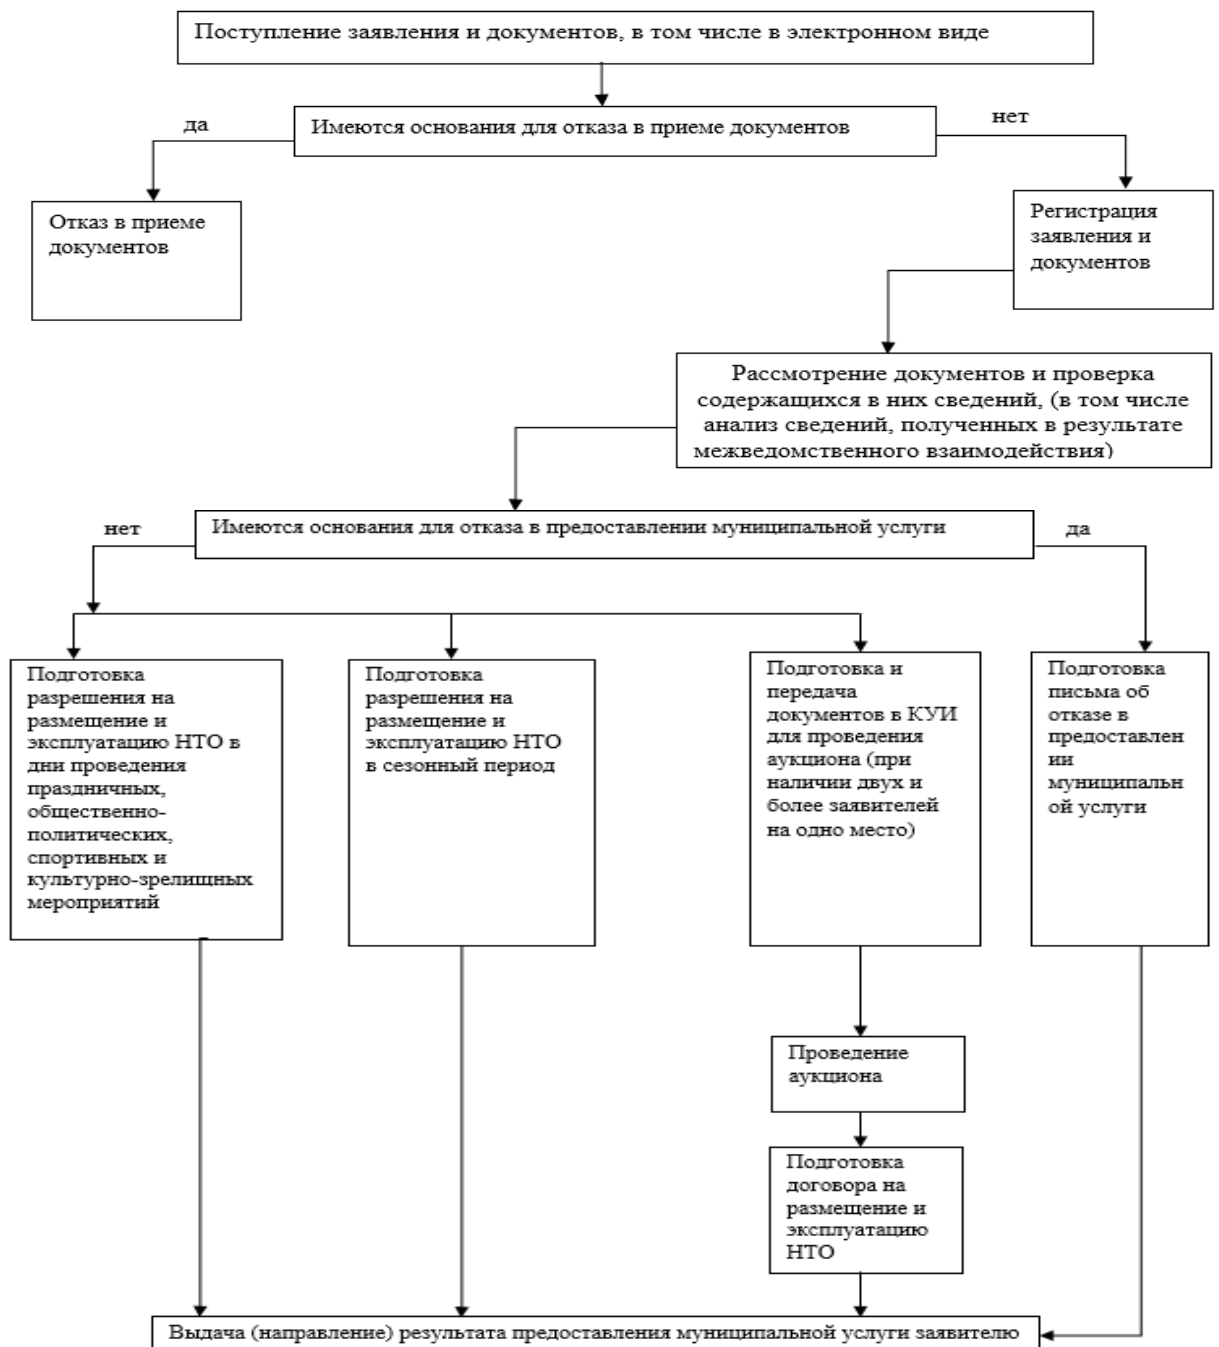 Поступление заявления и документов, в том числе в электронном виде
да
Имеются основания для отказа в приеме документов
нет
Отказ в приеме
документов
Регистрация
заявления и
документов
Рассмотрение документов и проверка
содержащихся в них сведений, (в том числе
анализ сведений, полученных в результате
межведомственного взаимодействия)
нет
Имеются основания для отказа в предоставлении муниципальной услуги
да
Подготовка
разрешения на
размещение и
эксплуатацию НТО в
дни проведения
праздничных,
общественно-
политических,
спортивных и
культурно-зрелищных
мероприятий
Подготовка
разрешения на
размещение и
эксплуатацию НТО
в сезонный период
Подготовка и
передача
документов в КУИ
для проведения
аукциона (при
наличии двух и
более заявителей
на одно место)
Подготовка
письма об
отказе в
предоставлен
ии
муниципальн
ой услуги
Проведение
аукциона
Подготовка
договора на
размещение и
эксплуатацию
НТО
Выдача (направление) результата предоставления муниципальной услуги заявителю